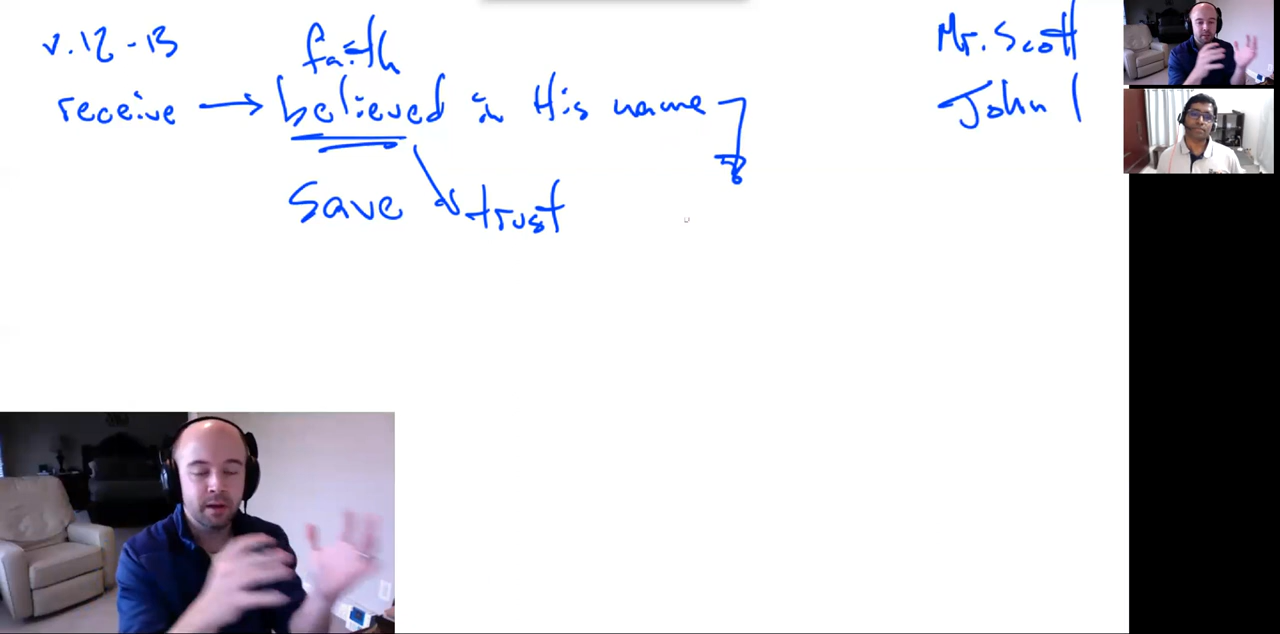 v. 12 - 13
faith
receive → believed in His name
save trust
Mr. Scott
John 1